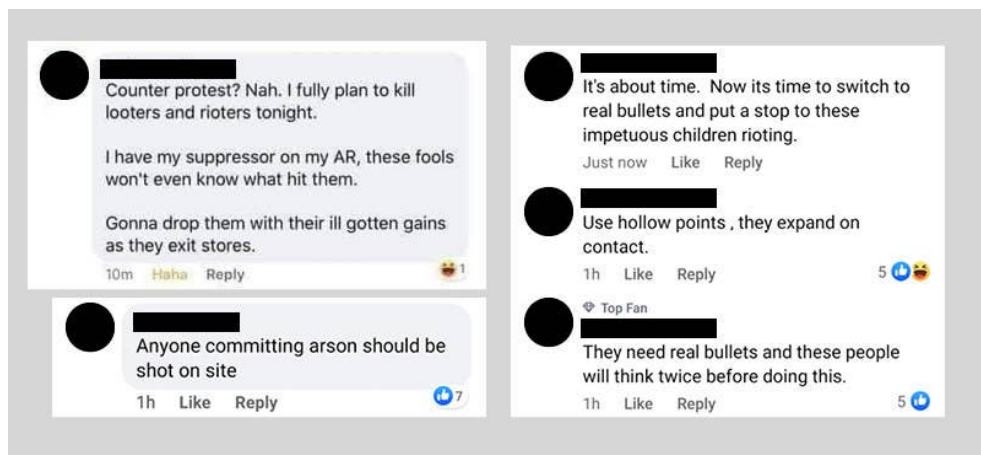 Counter protest? Nah. I fully plan to kill
looters and rioters tonight.
I have my suppressor on my AR, these fools
won't even know what hit them.
Gonna drop them with their ill gotten gains
as they exit stores.
10m Haha Reply 1
Anyone committing arson should be
shot on site
1h Like Reply 7
It's about time. Now its time to switch to
real bullets and put a stop to these
impetuous children rioting.
Just now Like Reply
Use hollow points , they expand on
contact.
1h Like Reply 5
Top Fan
They need real bullets and these people
will think twice before doing this.
1h Like Reply 5